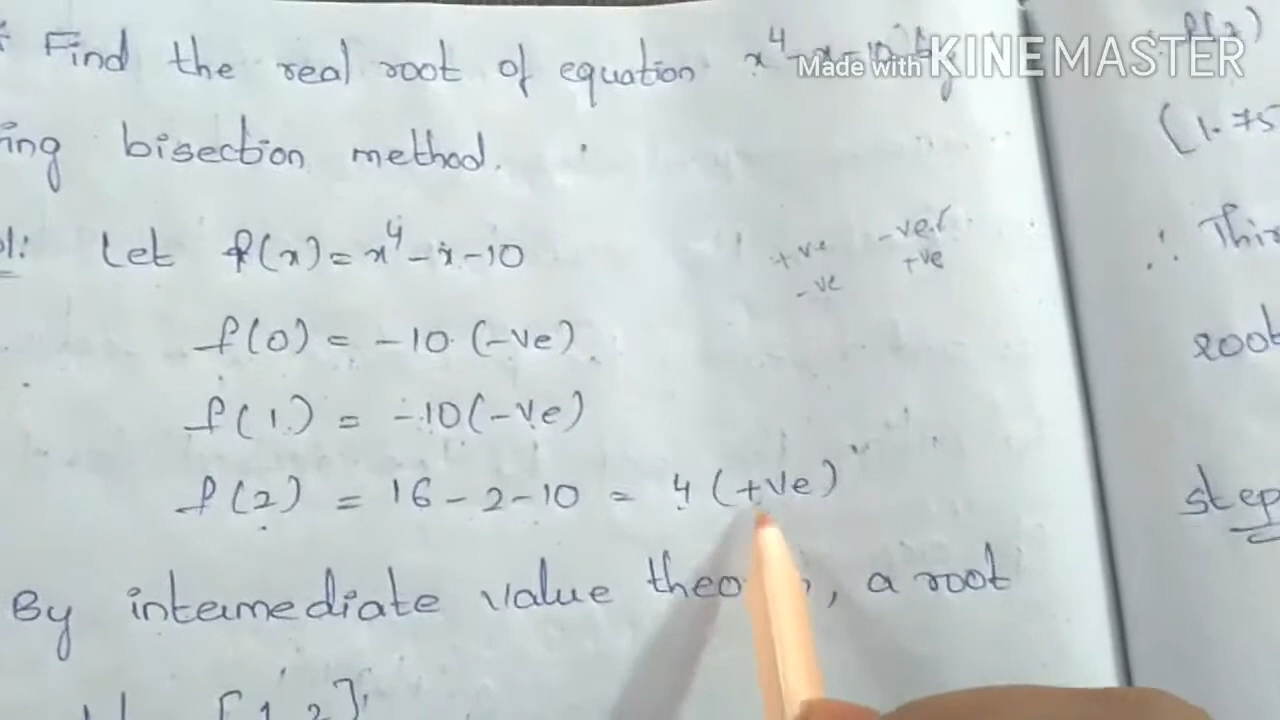 Find the real root of equation x⁴-x-10
Made with KINEMASTER
ing bisection method.
Let f(x)=x⁴-x-10
+ve -ve
-ve +ve
f(0) = -10 (-ve)
f(1) = -10(-ve)
f(2) = 16-2-10 = 4 (+ve)
By intermediate value theo , a root
[1,2]
(1.75
∴ Thir
root
step